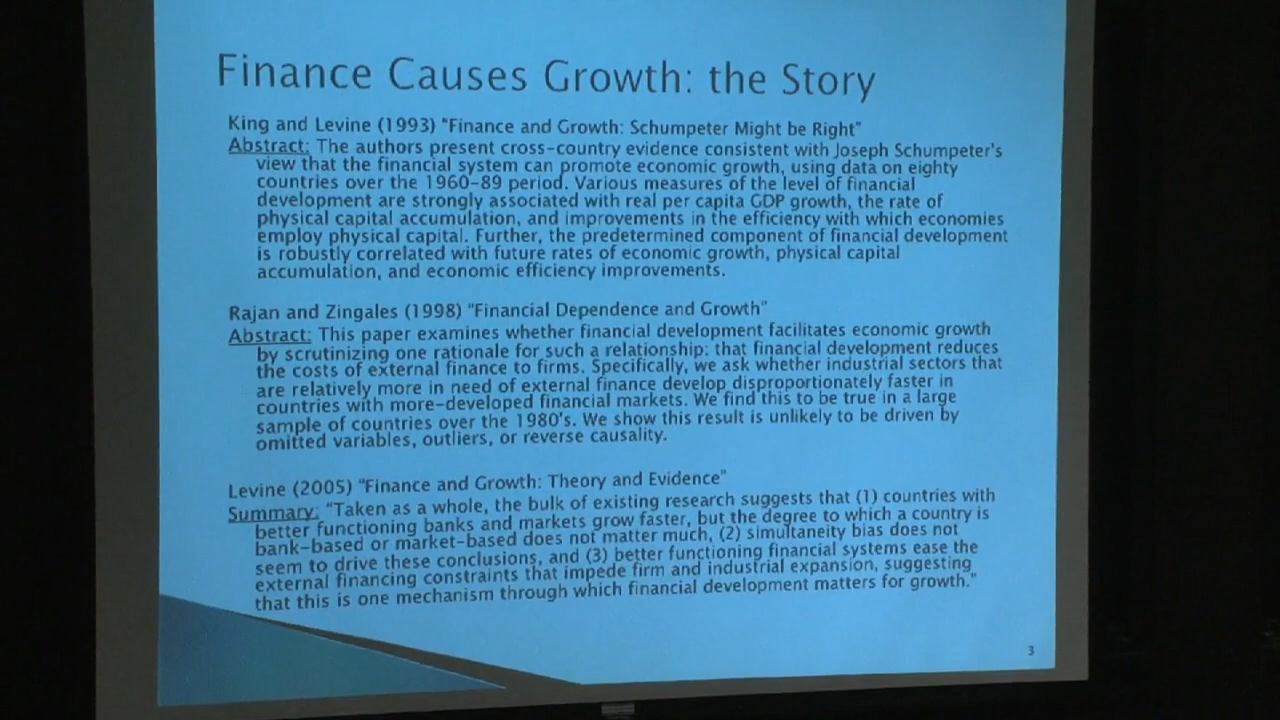 Finance Causes Growth: the Story
King and Levine (1993) "Finance and Growth: Schumpeter Might be Right"
Abstract: The authors present cross-country evidence consistent with Joseph Schumpeter's
view that the financial system can promote economic growth, using data on eighty
countries over the 1960-89 period. Various measures of the level of financial
development are strongly associated with real per capita GDP growth, the rate of
physical capital accumulation, and improvements in the efficiency with which economies
employ physical capital. Further, the predetermined component of financial development
is robustly correlated with future rates of economic growth, physical capital
accumulation, and economic efficiency improvements.
Rajan and Zingales (1998) "Financial Dependence and Growth"
Abstract: This paper examines whether financial development facilitates economic growth
by scrutinizing one rationale for such a relationship: that financial development reduces
the costs of external finance to firms. Specifically, we ask whether industrial sectors that
are relatively more in need of external finance develop disproportionately faster in
countries with more-developed financial markets. We find this to be true in a large
sample of countries over the 1980's. We show this result is unlikely to be driven by
omitted variables, outliers, or reverse causality.
Levine (2005) "Finance and Growth: Theory and Evidence"
Summary: "Taken as a whole, the bulk of existing research suggests that (1) countries with
better functioning banks and markets grow faster, but the degree to which a country is
bank-based or market-based does not matter much, (2) simultaneity bias does not
seem to drive these conclusions, and (3) better functioning financial systems ease the
external financing constraints that impede firm and industrial expansion, suggesting
that this is one mechanism through which financial development matters for growth."
3